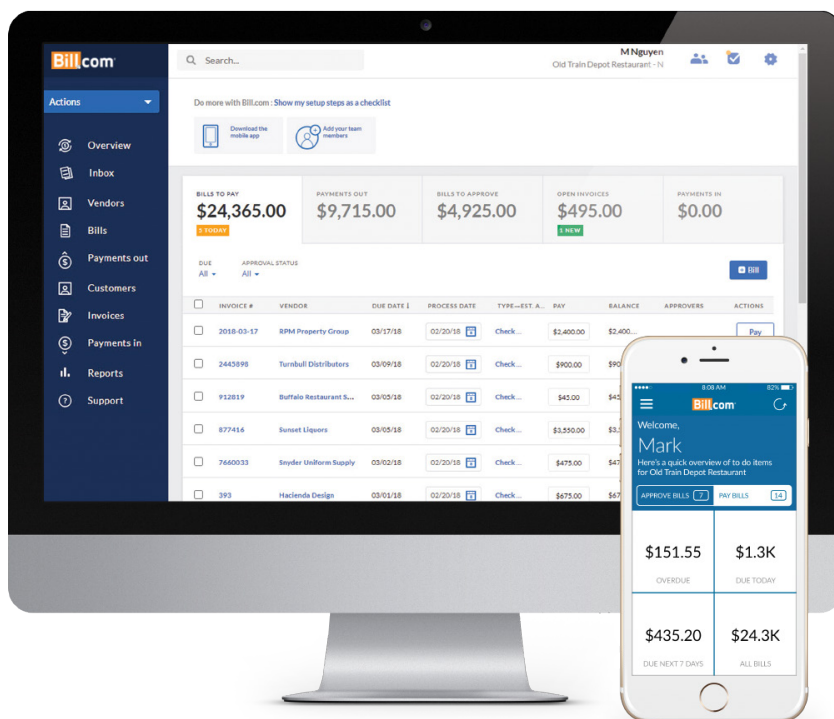 Bill.com
Search...
M Nguyen
Old Train Depot Restaurant - N
Actions
Overview
Inbox
Vendors
Bills
Payments out
Customers
Invoices
Payments in
Reports
Support
Do more with Bill.com : Show my setup steps as a checklist
Download the
mobile app
Add your team
members
BILLS TO PAY
$24,365.00
5 TODAY
PAYMENTS OUT
$9,715.00
BILLS TO APPROVE
$4,925.00
OPEN INVOICES
$495.00
5 NEW
PAYMENTS IN
$0.00
DUE APPROVAL STATUS
All All
Bill
INVOICE # VENDOR DUE DATE PROCESS DATE TYPE—EST. A... PAY BALANCE APPROVERS ACTIONS
2018-03-17 RPM Property Group 03/17/18 02/20/18 Check... $2,400.00 $2,400... Pay
2445898 Turnbull Distributors 03/09/18 02/20/18 Check... $900.00 $90
912819 Buffalo Restaurant S... 03/05/18 02/20/18 Check... $45.00 $45
877416 Sunset Liquors 03/05/18 02/20/18 Check... $3,550.00 $3,
7660033 Snyder Uniform Supply 03/02/18 02/20/18 Check... $475.00 $47
393 Hacienda Design 03/01/18 02/20/18 Check... $675.00 $67
8:08 AM 82%
Bill.com
Welcome,
Mark
Here's a quick overview of to do items
for Old Train Depot Restaurant
APPROVE BILLS 7 PAY BILLS 14
$151.55
OVERDUE
$1.3K
DUE TODAY
$435.20
DUE NEXT 7 DAYS
$24.3K
ALL BILLS